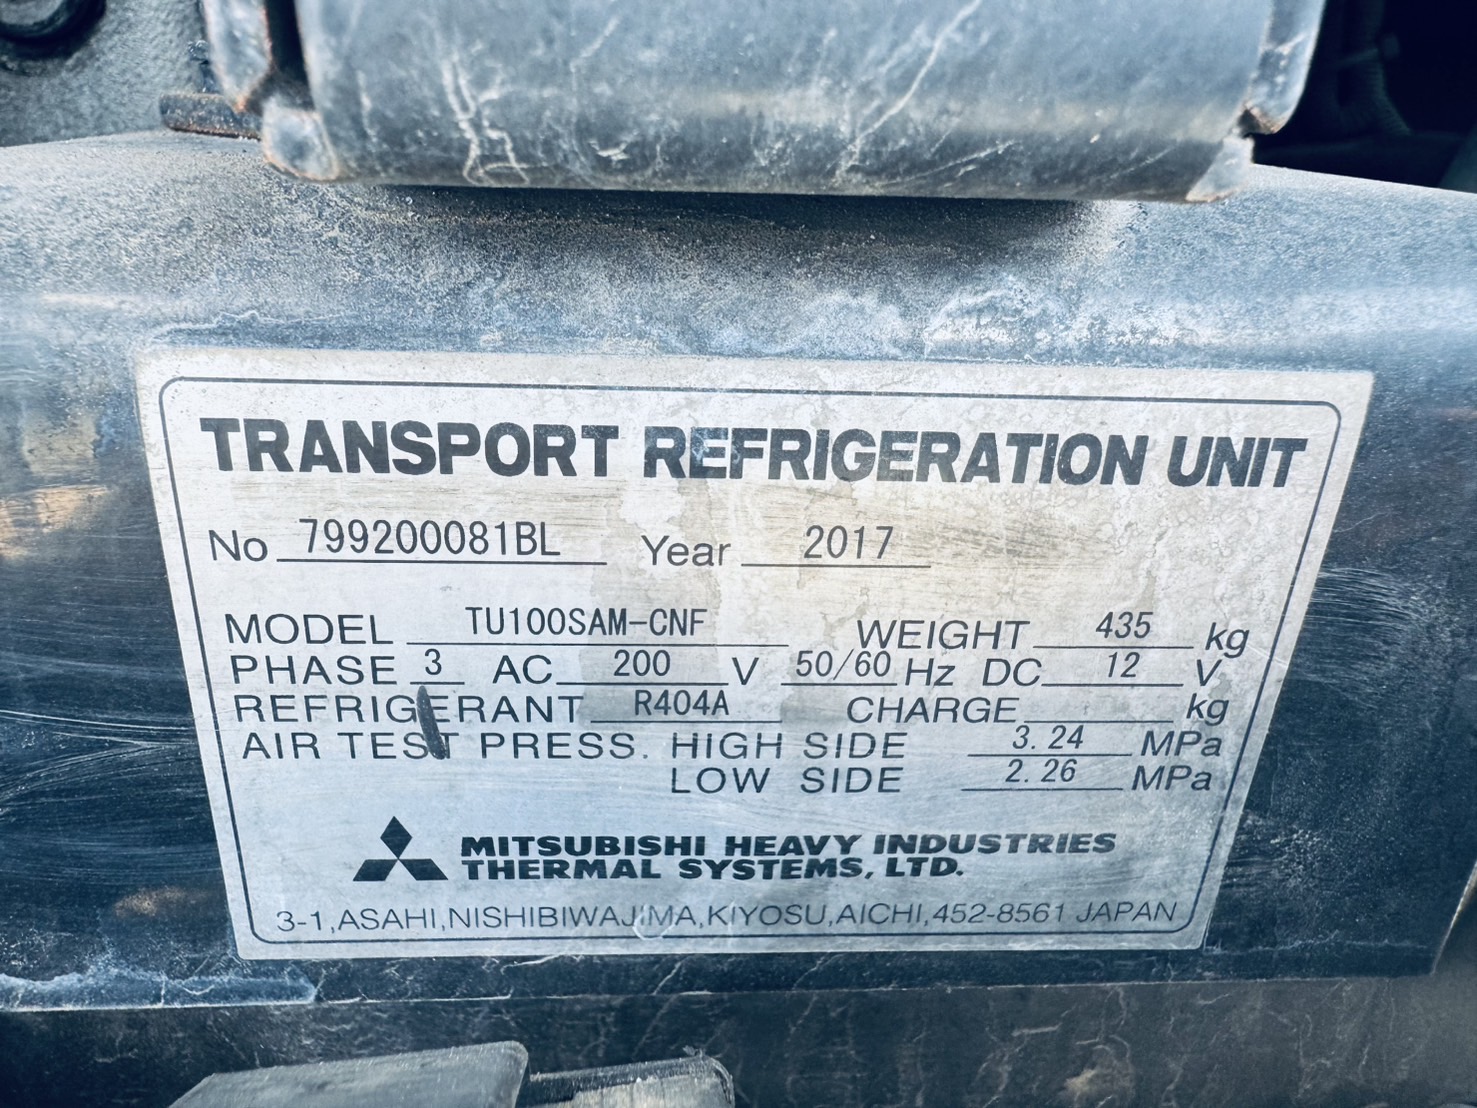 TRANSPORT REFRIGERATION UNIT
No 799200081BL Year 2017
MODEL TU100SAM-CNF WEIGHT 435 kg
PHASE 3 AC 200 V 50/60 Hz DC 12 V
REFRIGERANT R404A CHARGE kg
AIR TEST PRESS. HIGH SIDE 3.24 MPa
LOW SIDE 2.26 MPa
MITSUBISHI HEAVY INDUSTRIES
THERMAL SYSTEMS, LTD.
3-1,ASAHI,NISHIBIWAJIMA,KIYOSU,AICHI,452-8561 JAPAN